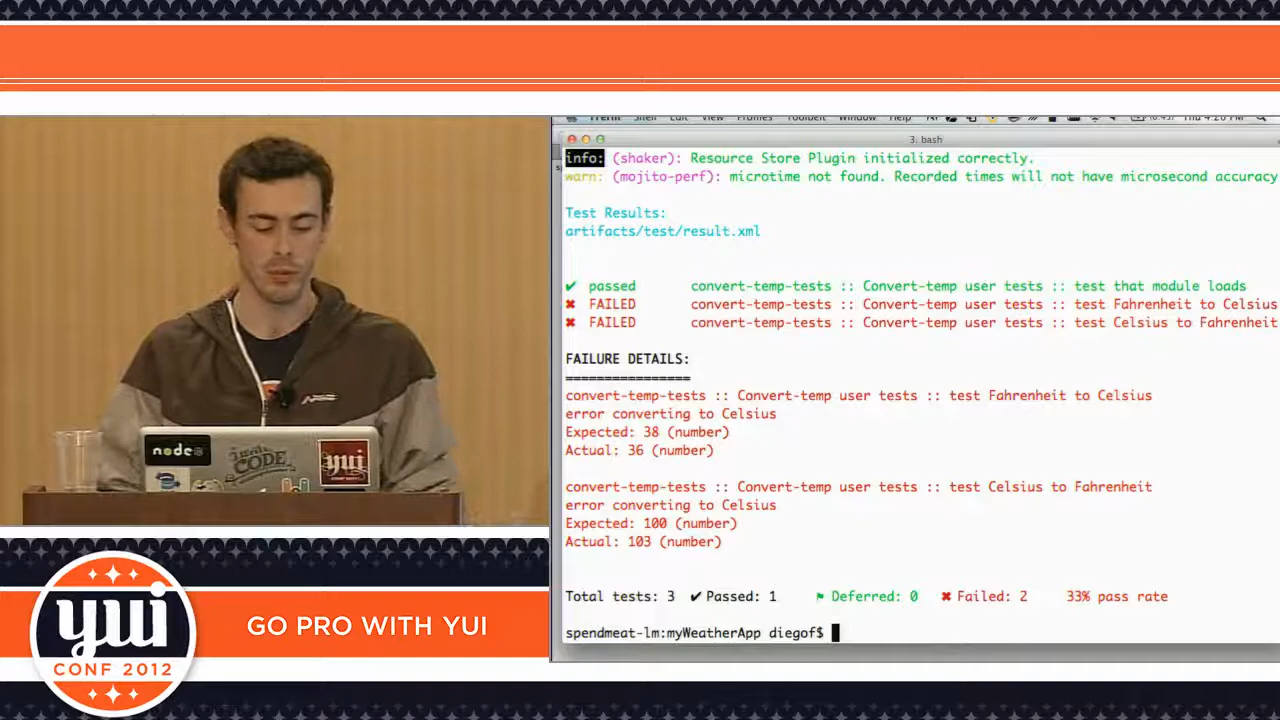 Shell Edit View Profiles Toolbelt Window Help
3. bash
info: (shaker): Resource Store Plugin initialized correctly.
warn: (mojito-perf): microtime not found. Recorded times will not have microsecond accuracy
Test Results:
artifacts/test/result.xml
✔ passed convert-temp-tests :: Convert-temp user tests :: test that module loads
✖ FAILED convert-temp-tests :: Convert-temp user tests :: test Fahrenheit to Celsius
✖ FAILED convert-temp-tests :: Convert-temp user tests :: test Celsius to Fahrenheit
FAILURE DETAILS:
================
convert-temp-tests :: Convert-temp user tests :: test Fahrenheit to Celsius
error converting to Celsius
Expected: 38 (number)
Actual: 36 (number)
convert-temp-tests :: Convert-temp user tests :: test Celsius to Fahrenheit
error converting to Celsius
Expected: 100 (number)
Actual: 103 (number)
Total tests: 3 ✔ Passed: 1 ⚑ Deferred: 0 ✖ Failed: 2 33% pass rate
spendmeat-lm:myWeatherApp diegof$
node
CODE
yui
yui
CONF 2012
GO PRO WITH YUI